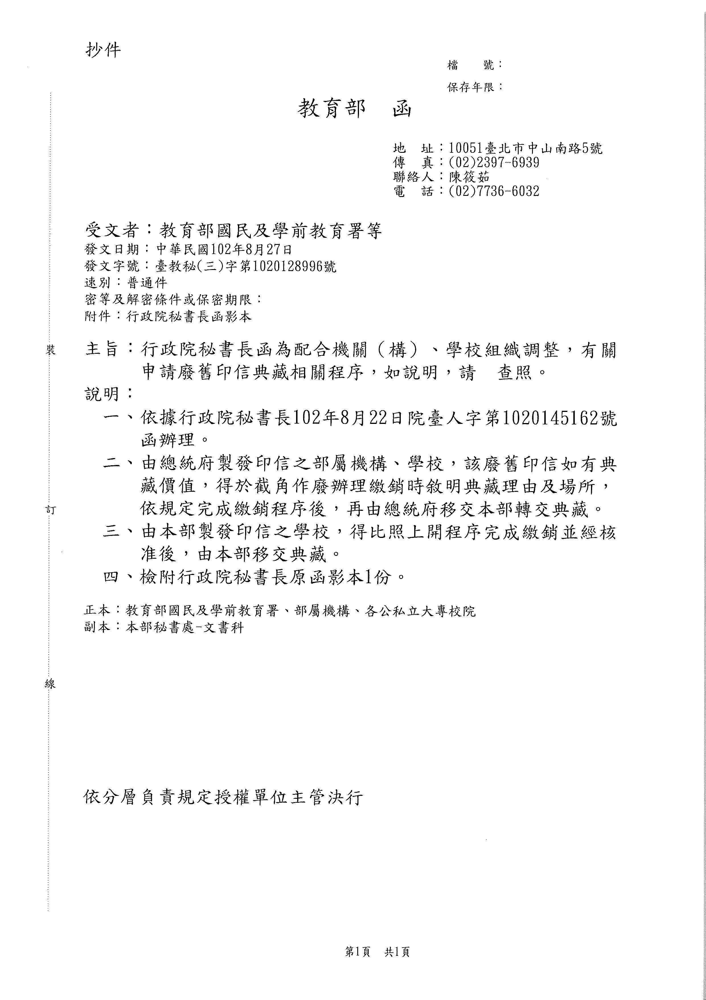 抄件
檔　　號：
保存年限：
教育部　函
地　址：10051臺北市中山南路5號
傳　真：(02)2397-6939
聯絡人：陳筱茹
電　話：(02)7736-6032
受文者：教育部國民及學前教育署等
發文日期：中華民國102年8月27日
發文字號：臺教秘(三)字第1020128996號
速別：普通件
密等及解密條件或保密期限：
附件：行政院秘書長函影本
主旨：行政院秘書長函為配合機關（構）、學校組織調整，有關
申請廢舊印信典藏相關程序，如說明，請　查照。
說明：
一、依據行政院秘書長102年8月22日院臺人字第1020145162號
函辦理。
二、由總統府製發印信之部屬機構、學校，該廢舊印信如有典
藏價值，得於截角作廢辦理繳銷時敘明典藏理由及場所，
依規定完成繳銷程序後，再由總統府移交本部轉交典藏。
三、由本部製發印信之學校，得比照上開程序完成繳銷並經核
准後，由本部移交典藏。
四、檢附行政院秘書長原函影本1份。
正本：教育部國民及學前教育署、部屬機構、各公私立大專校院
副本：本部秘書處-文書科
裝
訂
線
依分層負責規定授權單位主管決行
第1頁　共1頁